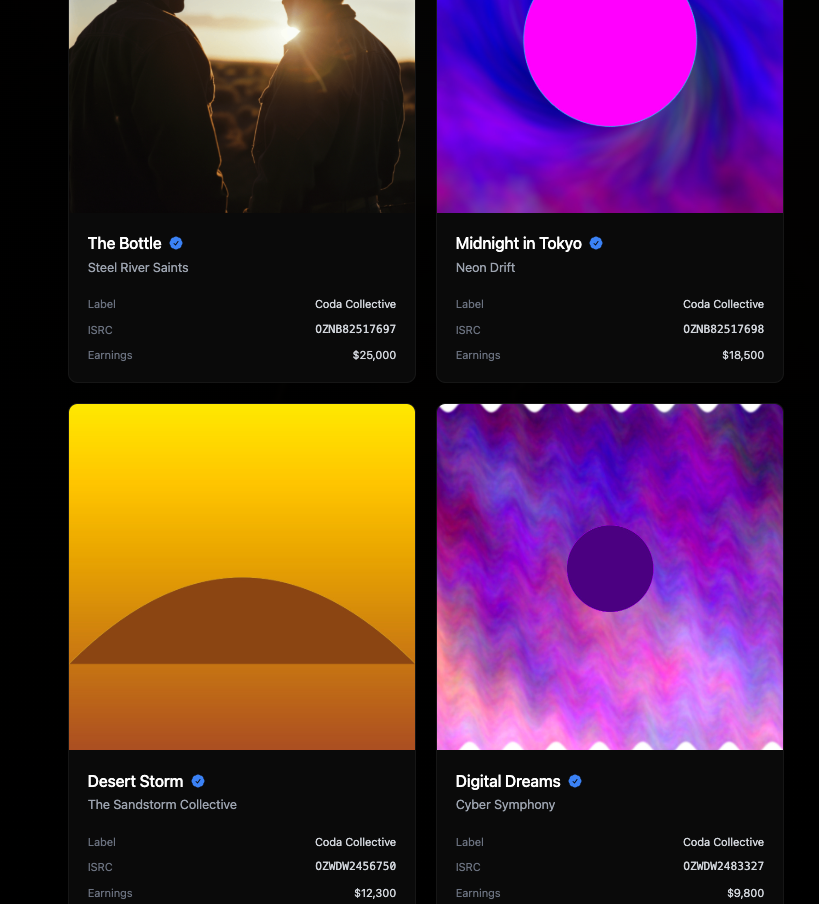 The Bottle
Steel River Saints
Label Coda Collective
ISRC 0ZNB82517697
Earnings $25,000
Midnight in Tokyo
Neon Drift
Label Coda Collective
ISRC 0ZNB82517698
Earnings $18,500
Desert Storm
The Sandstorm Collective
Label Coda Collective
ISRC 0ZWDW2456750
Earnings $12,300
Digital Dreams
Cyber Symphony
Label Coda Collective
ISRC 0ZWDW2483327
Earnings $9,800